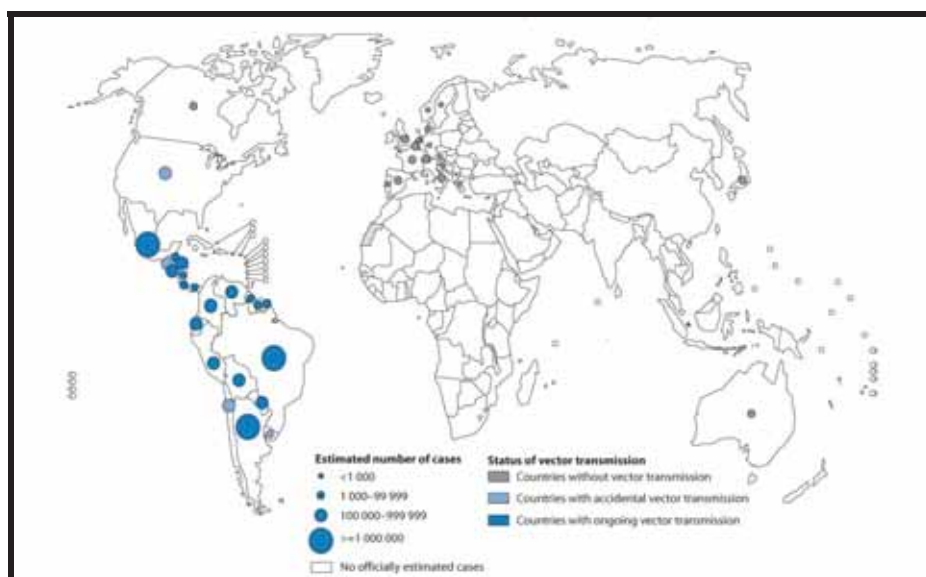 Estimated number of cases
<1 000
1 000–99 999
100 000–999 999
>=1 000 000
No officially estimated cases
Status of vector transmission
Countries without vector transmission
Countries with accidental vector transmission
Countries with ongoing vector transmission